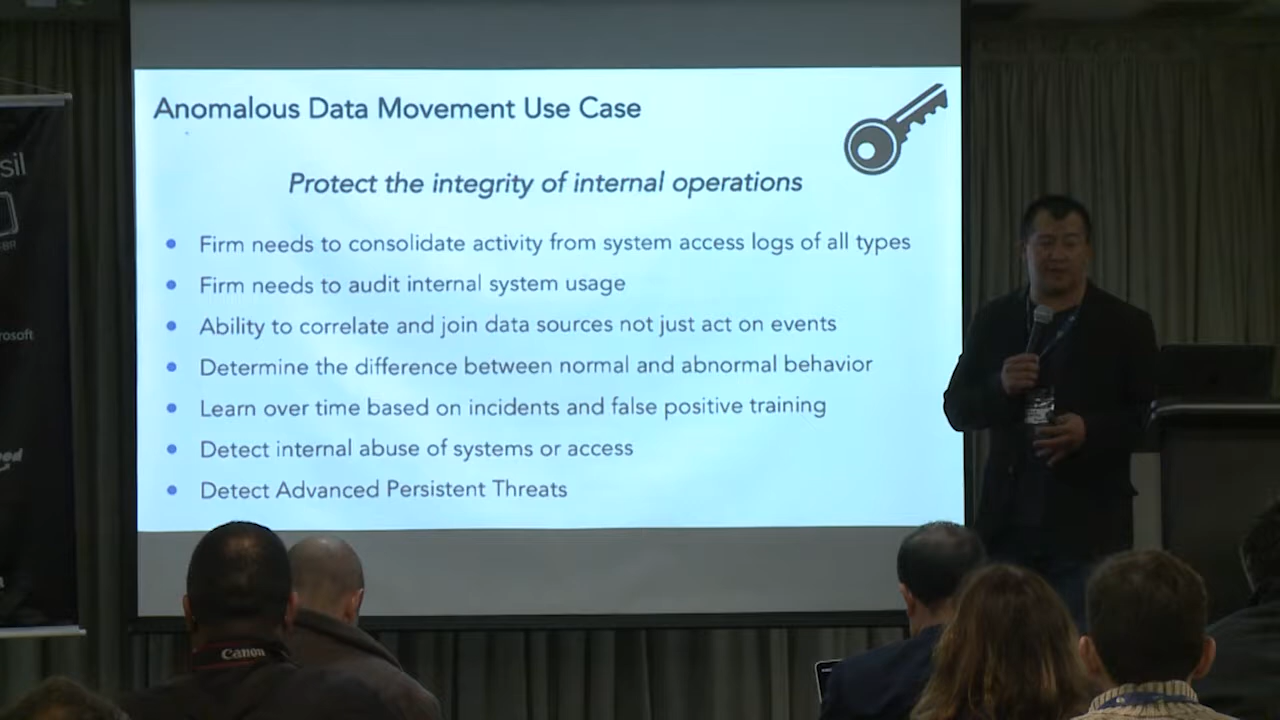 Anomalous Data Movement Use Case
Protect the integrity of internal operations
Firm needs to consolidate activity from system access logs of all types
Firm needs to audit internal system usage
Ability to correlate and join data sources not just act on events
Determine the difference between normal and abnormal behavior
Learn over time based on incidents and false positive training
Detect internal abuse of systems or access
Detect Advanced Persistent Threats
sil
rosoft
Canon